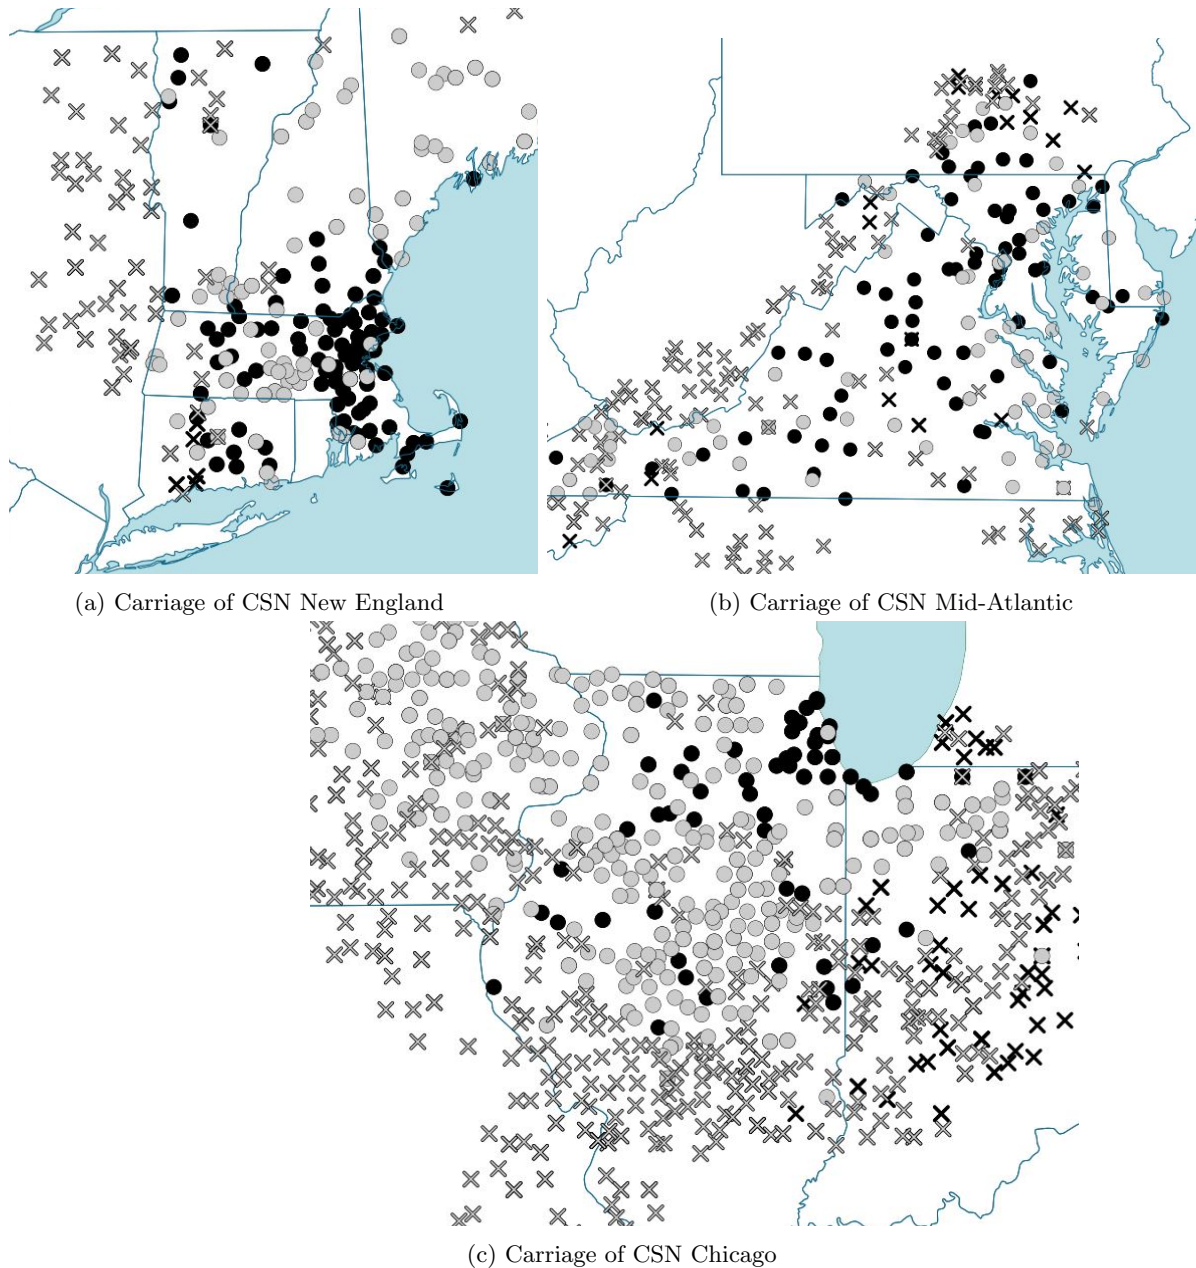 (a) Carriage of CSN New England
(b) Carriage of CSN Mid-Atlantic
(c) Carriage of CSN Chicago